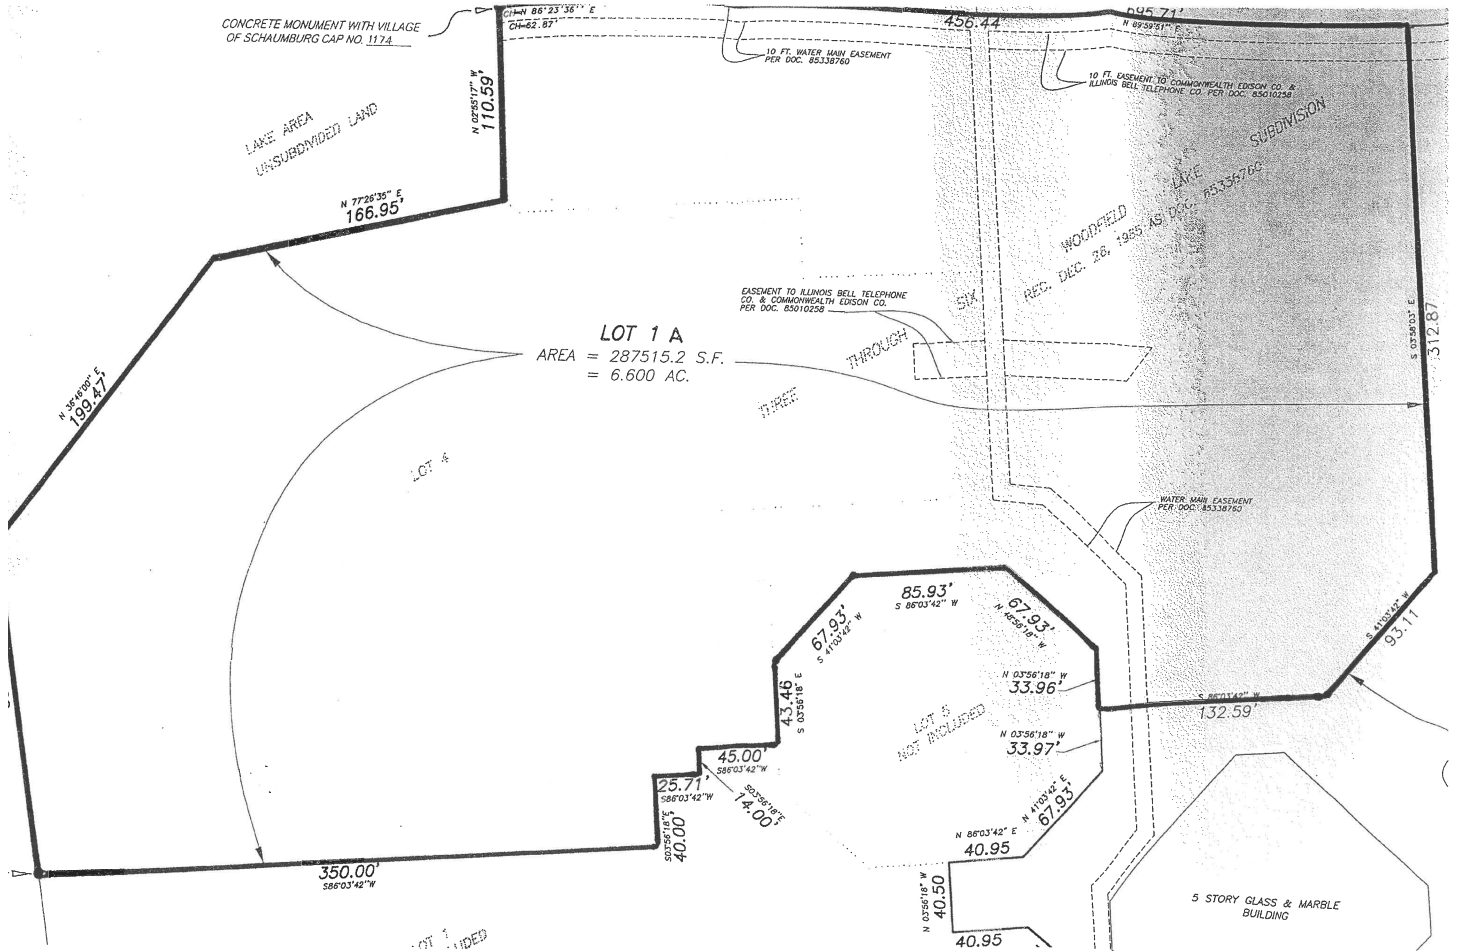 CONCRETE MONUMENT WITH VILLAGE
OF SCHAUMBURG CAP NO. 1174
CH-N 86°23'36" E
CH-62.87'
456.44'
695.71'
N 89°59'61" E
10 FT. WATER MAIN EASEMENT
PER DOC. 85338760
10 FT. EASEMENT TO COMMONWEALTH EDISON CO. &
ILLINOIS BELL TELEPHONE CO. PER DOC. 85010258
N 02°55'17" W
110.59'
LAKE AREA
UNSUBDIVIDED LAND
N 77°26'35" E
166.95'
THREE THROUGH SIX WOODFIELD LAKE SUBDIVISION
REC. DEC. 26, 1985 AS DOC. 85338760
EASEMENT TO ILLINOIS BELL TELEPHONE
CO. & COMMONWEALTH EDISON CO.
PER DOC. 85010258
LOT 1 A
AREA = 287515.2 S.F.
= 6.600 AC.
S 03°58'03" E
312.87
N 36°46'00" E
199.47'
LOT 4
WATER MAIN EASEMENT
PER DOC. 85338760
85.93'
S 86°03'42" W
67.93'
S 41°03'42" W
67.93'
N 48°56'18" W
S 41°03'42" W
93.11
N 03°56'18" W
33.96'
43.46
S 03°56'18" E
S 86°03'42" W
132.59'
LOT 5
NOT INCLUDED
N 03°56'18" W
33.97'
45.00'
S86°03'42"W
25.71'
S86°03'42"W
S03°56'18"E
14.00'
N 41°03'42" E
67.93'
S03°56'18"E
40.00'
N 86°03'42" E
40.95
350.00'
S86°03'42"W
N 03°56'18" W
40.50
5 STORY GLASS & MARBLE
BUILDING
LOT 1
40.95